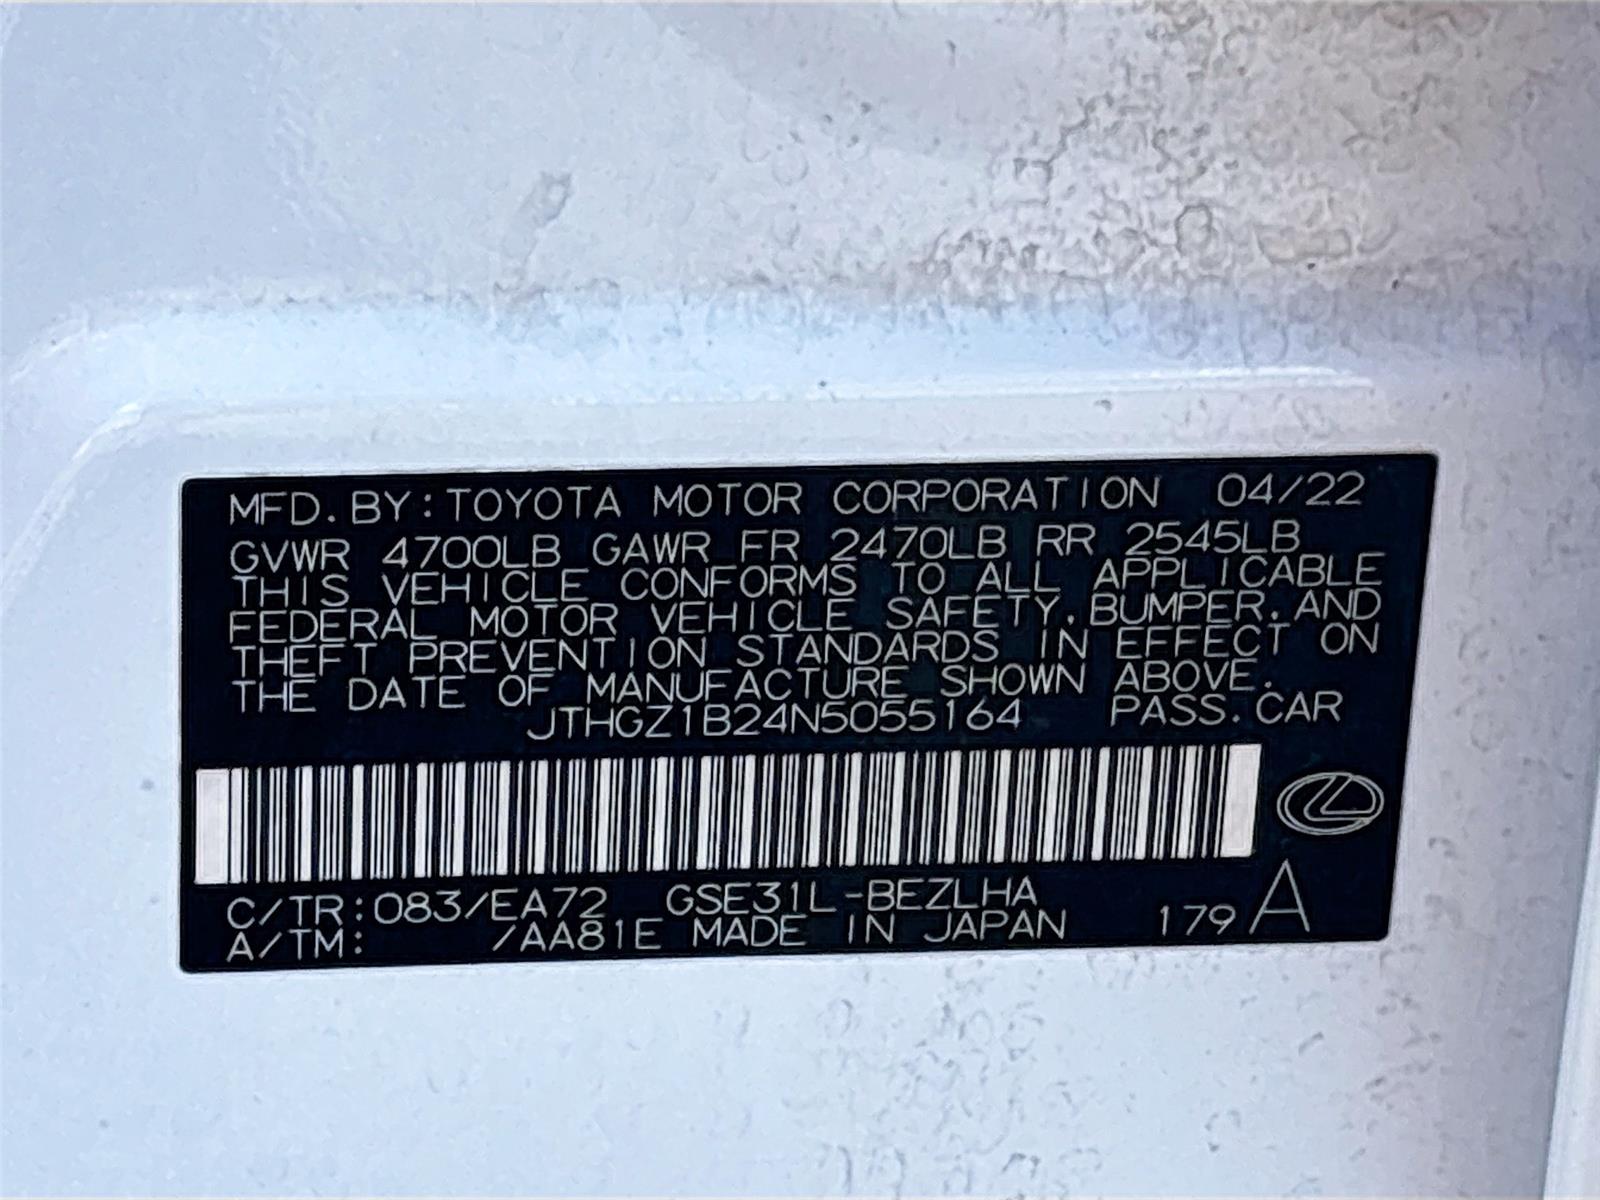 MFD. BY: TOYOTA MOTOR CORPORATION 04/22
GVWR 4700LB GAWR FR 2470LB RR 2545LB
THIS VEHICLE CONFORMS TO ALL APPLICABLE
FEDERAL MOTOR VEHICLE SAFETY, BUMPER, AND
THEFT PREVENTION STANDARDS IN EFFECT ON
THE DATE OF MANUFACTURE SHOWN ABOVE.
JTHGZ1B24N5055164 PASS. CAR
C/TR: 083/EA72 GSE31L-BEZLHA
A/TM: /AA81E MADE IN JAPAN 179 A